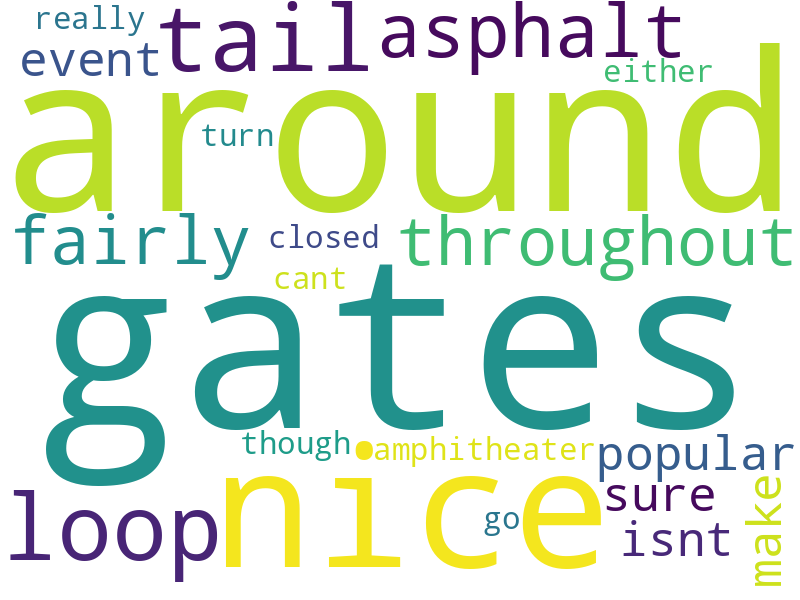 really
tail
asphalt
event
either
around
turn
fairly
closed
throughout
cant
gates
though
amphitheater
popular
nice
loop
go
sure
isnt
make